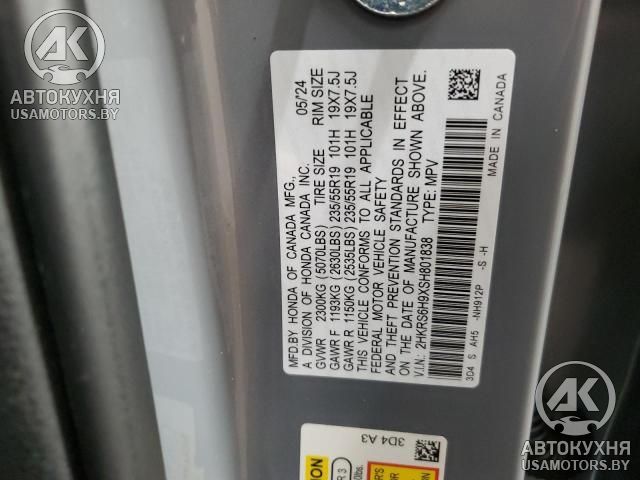 AK
АВТОКУХНЯ
USAMOTORS.BY
MFD.BY HONDA OF CANADA MFG., 05/24
A DIVISION OF HONDA CANADA INC.
GVWR 2300KG (5070LBS) TIRE SIZE RIM SIZE
GAWR F 1193KG (2630LBS) 235/55R19 101H 19X7.5J
GAWR R 1150KG (2535LBS) 235/55R19 101H 19X7.5J
THIS VEHICLE CONFORMS TO ALL APPLICABLE
FEDERAL MOTOR VEHICLE SAFETY
AND THEFT PREVENTION STANDARDS IN EFFECT
ON THE DATE OF MANUFACTURE SHOWN ABOVE.
V.I.N.: 2HKRS6H9XSH801838 TYPE: MPV
3D4 S AH5 -NH912P -S -H MADE IN CANADA
3D4 A3
AK
АВТОКУХНЯ
USAMOTORS.BY